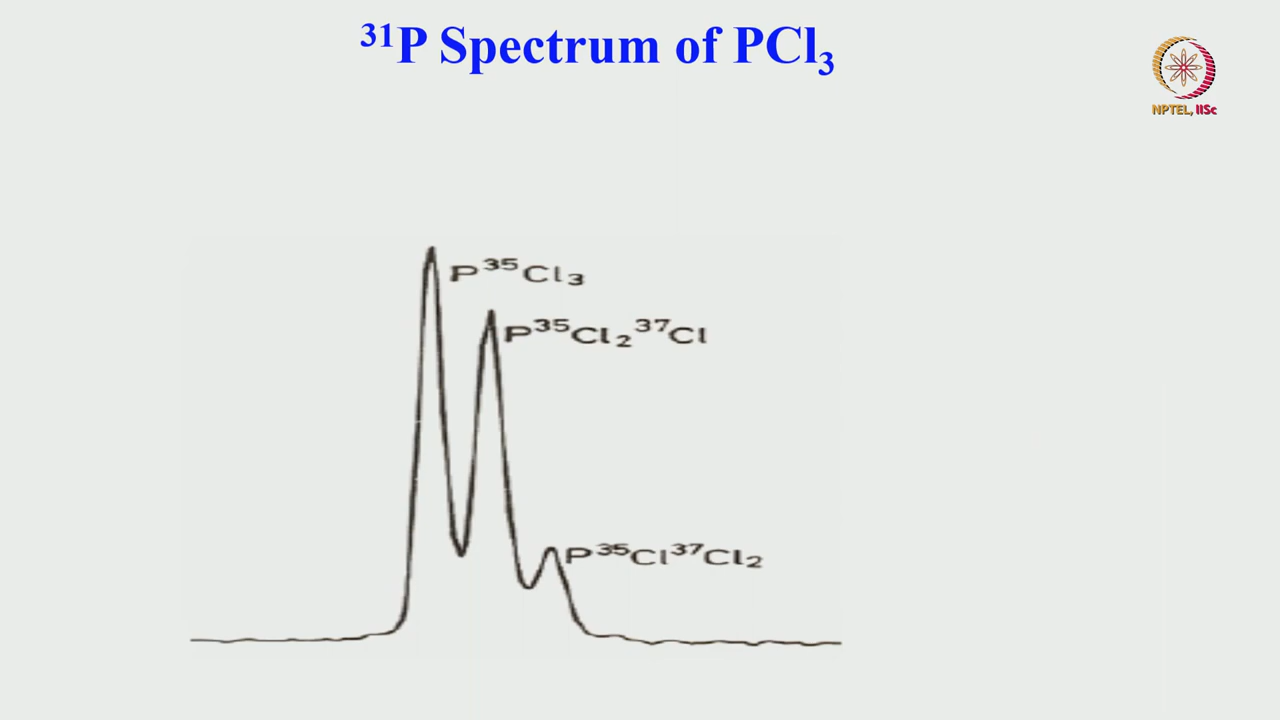 ³¹P Spectrum of PCl₃
NPTEL, IISc
P³⁵Cl₃
P³⁵Cl₂³⁷Cl
P³⁵Cl³⁷Cl₂